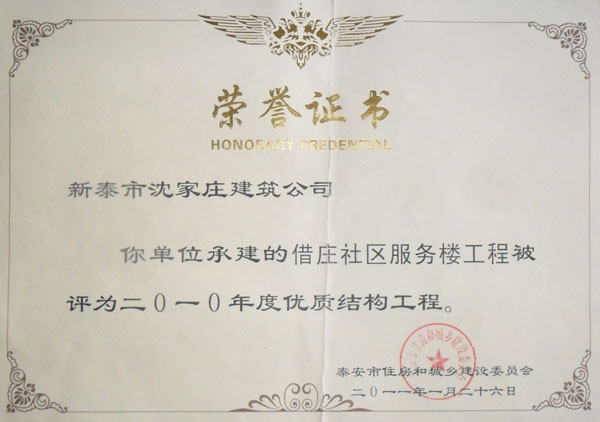 荣誉证书
HONORARY CREDENTIAL
新泰市沈家庄建筑公司
你单位承建的借庄社区服务楼工程被
评为二0一0年度优质结构工程。
泰安市住房和城乡建设委员会
二0一一年一月二十六日